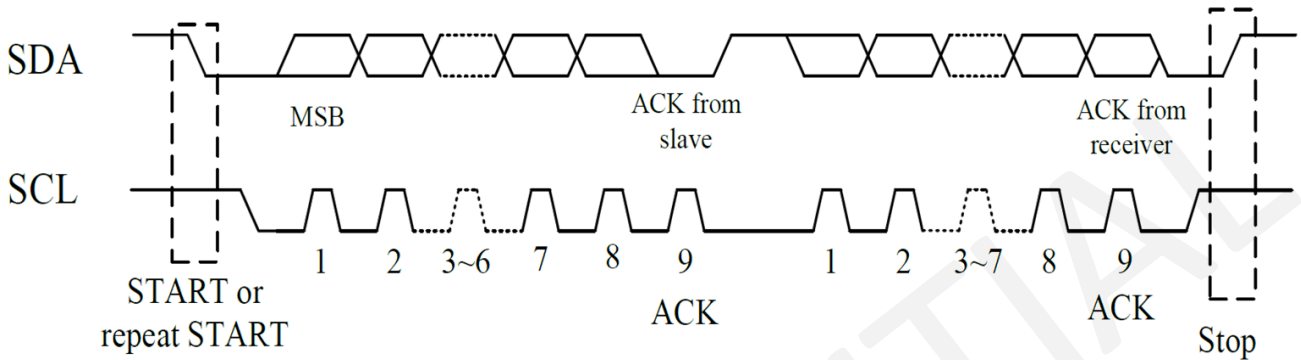 SDA
MSB
ACK from
slave
ACK from
receiver
SCL
1 2 3~6 7 8 9 1 2 3~7 8 9
START or
repeat START
ACK
ACK
Stop